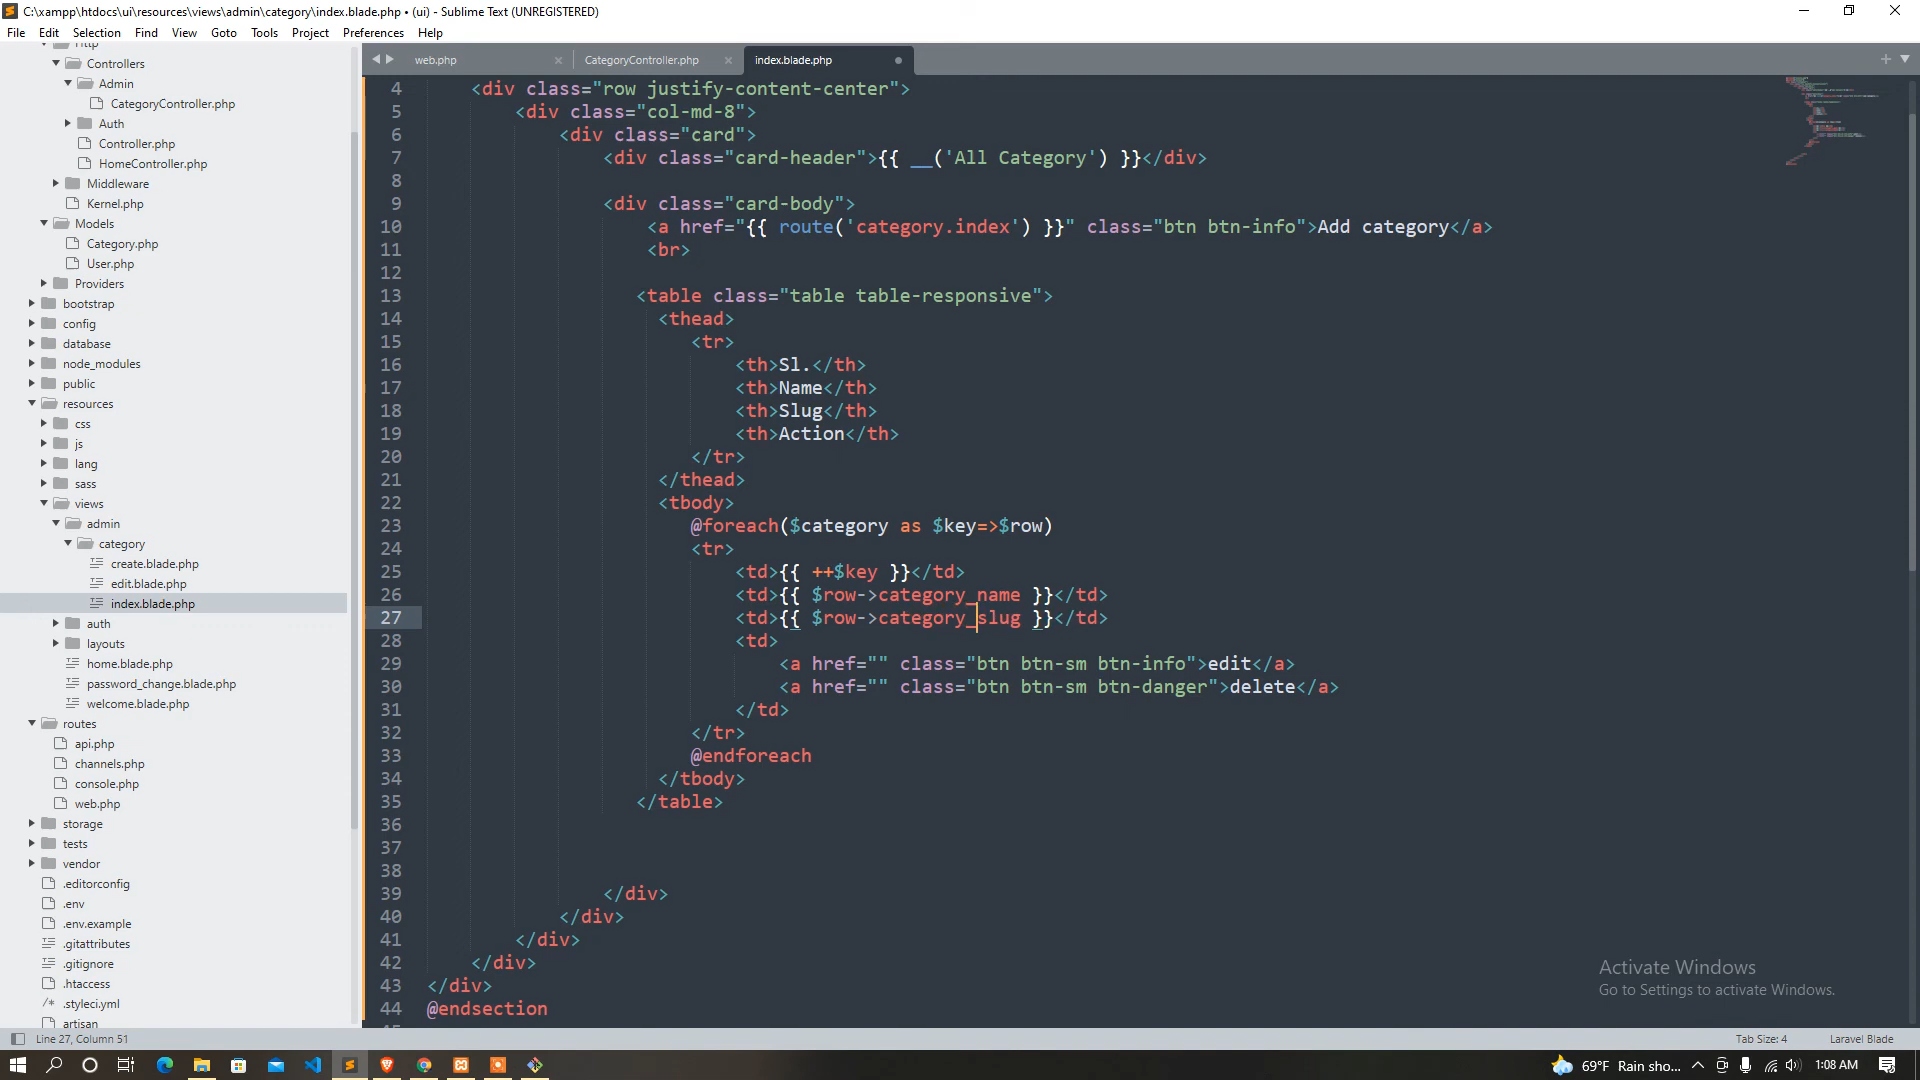 C:\xampp\htdocs\ui\resources\views\admin\category\index.blade.php • (ui) - Sublime Text (UNREGISTERED)
File Edit Selection Find View Goto Tools Project Preferences Help
Http
Controllers
Admin
CategoryController.php
Auth
Controller.php
HomeController.php
Middleware
Kernel.php
Models
Category.php
User.php
Providers
bootstrap
config
database
node_modules
public
resources
css
js
lang
sass
views
admin
category
create.blade.php
edit.blade.php
index.blade.php
auth
layouts
home.blade.php
password_change.blade.php
welcome.blade.php
routes
api.php
channels.php
console.php
web.php
storage
tests
vendor
.editorconfig
.env
.env.example
.gitattributes
.gitignore
.htaccess
.styleci.yml
artisan
web.php CategoryController.php index.blade.php
4 <div class="row justify-content-center">
5 <div class="col-md-8">
6 <div class="card">
7 <div class="card-header">{{ __('All Category') }}</div>
8
9 <div class="card-body">
10 <a href="{{ route('category.index') }}" class="btn btn-info">Add category</a>
11 <br>
12
13 <table class="table table-responsive">
14 <thead>
15 <tr>
16 <th>Sl.</th>
17 <th>Name</th>
18 <th>Slug</th>
19 <th>Action</th>
20 </tr>
21 </thead>
22 <tbody>
23 @foreach($category as $key=>$row)
24 <tr>
25 <td>{{ ++$key }}</td>
26 <td>{{ $row->category_name }}</td>
27 <td>{{ $row->category_slug }}</td>
28 <td>
29 <a href="" class="btn btn-sm btn-info">edit</a>
30 <a href="" class="btn btn-sm btn-danger">delete</a>
31 </td>
32 </tr>
33 @endforeach
34 </tbody>
35 </table>
36
37
38
39 </div>
40 </div>
41 </div>
42 </div>
43 </div>
44 @endsection
Activate Windows
Go to Settings to activate Windows.
Line 27, Column 51 Tab Size: 4 Laravel Blade
69°F Rain sho... 1:08 AM